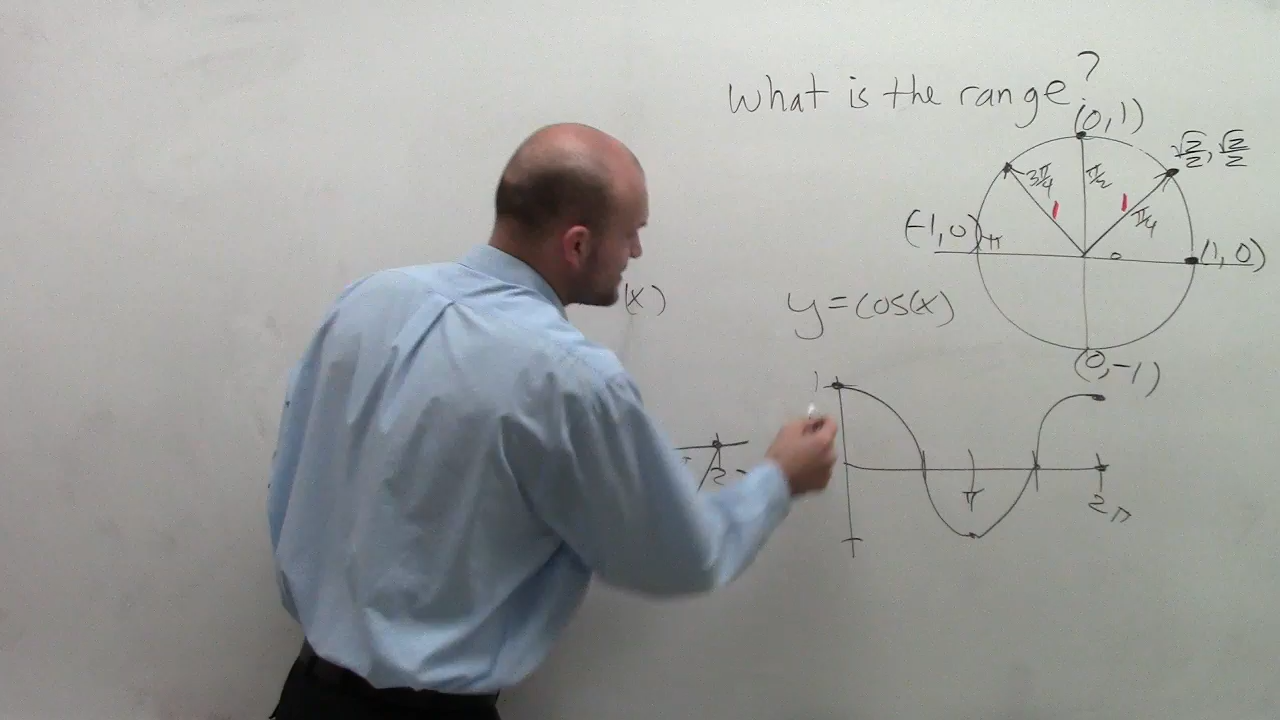 What is the range?
(0,1)
√2/2, √2/2
3π/4
π/2
π/4
(-1,0)
π
0
(1,0)
(x)
y=cos(x)
(0,-1)
1
π
2π